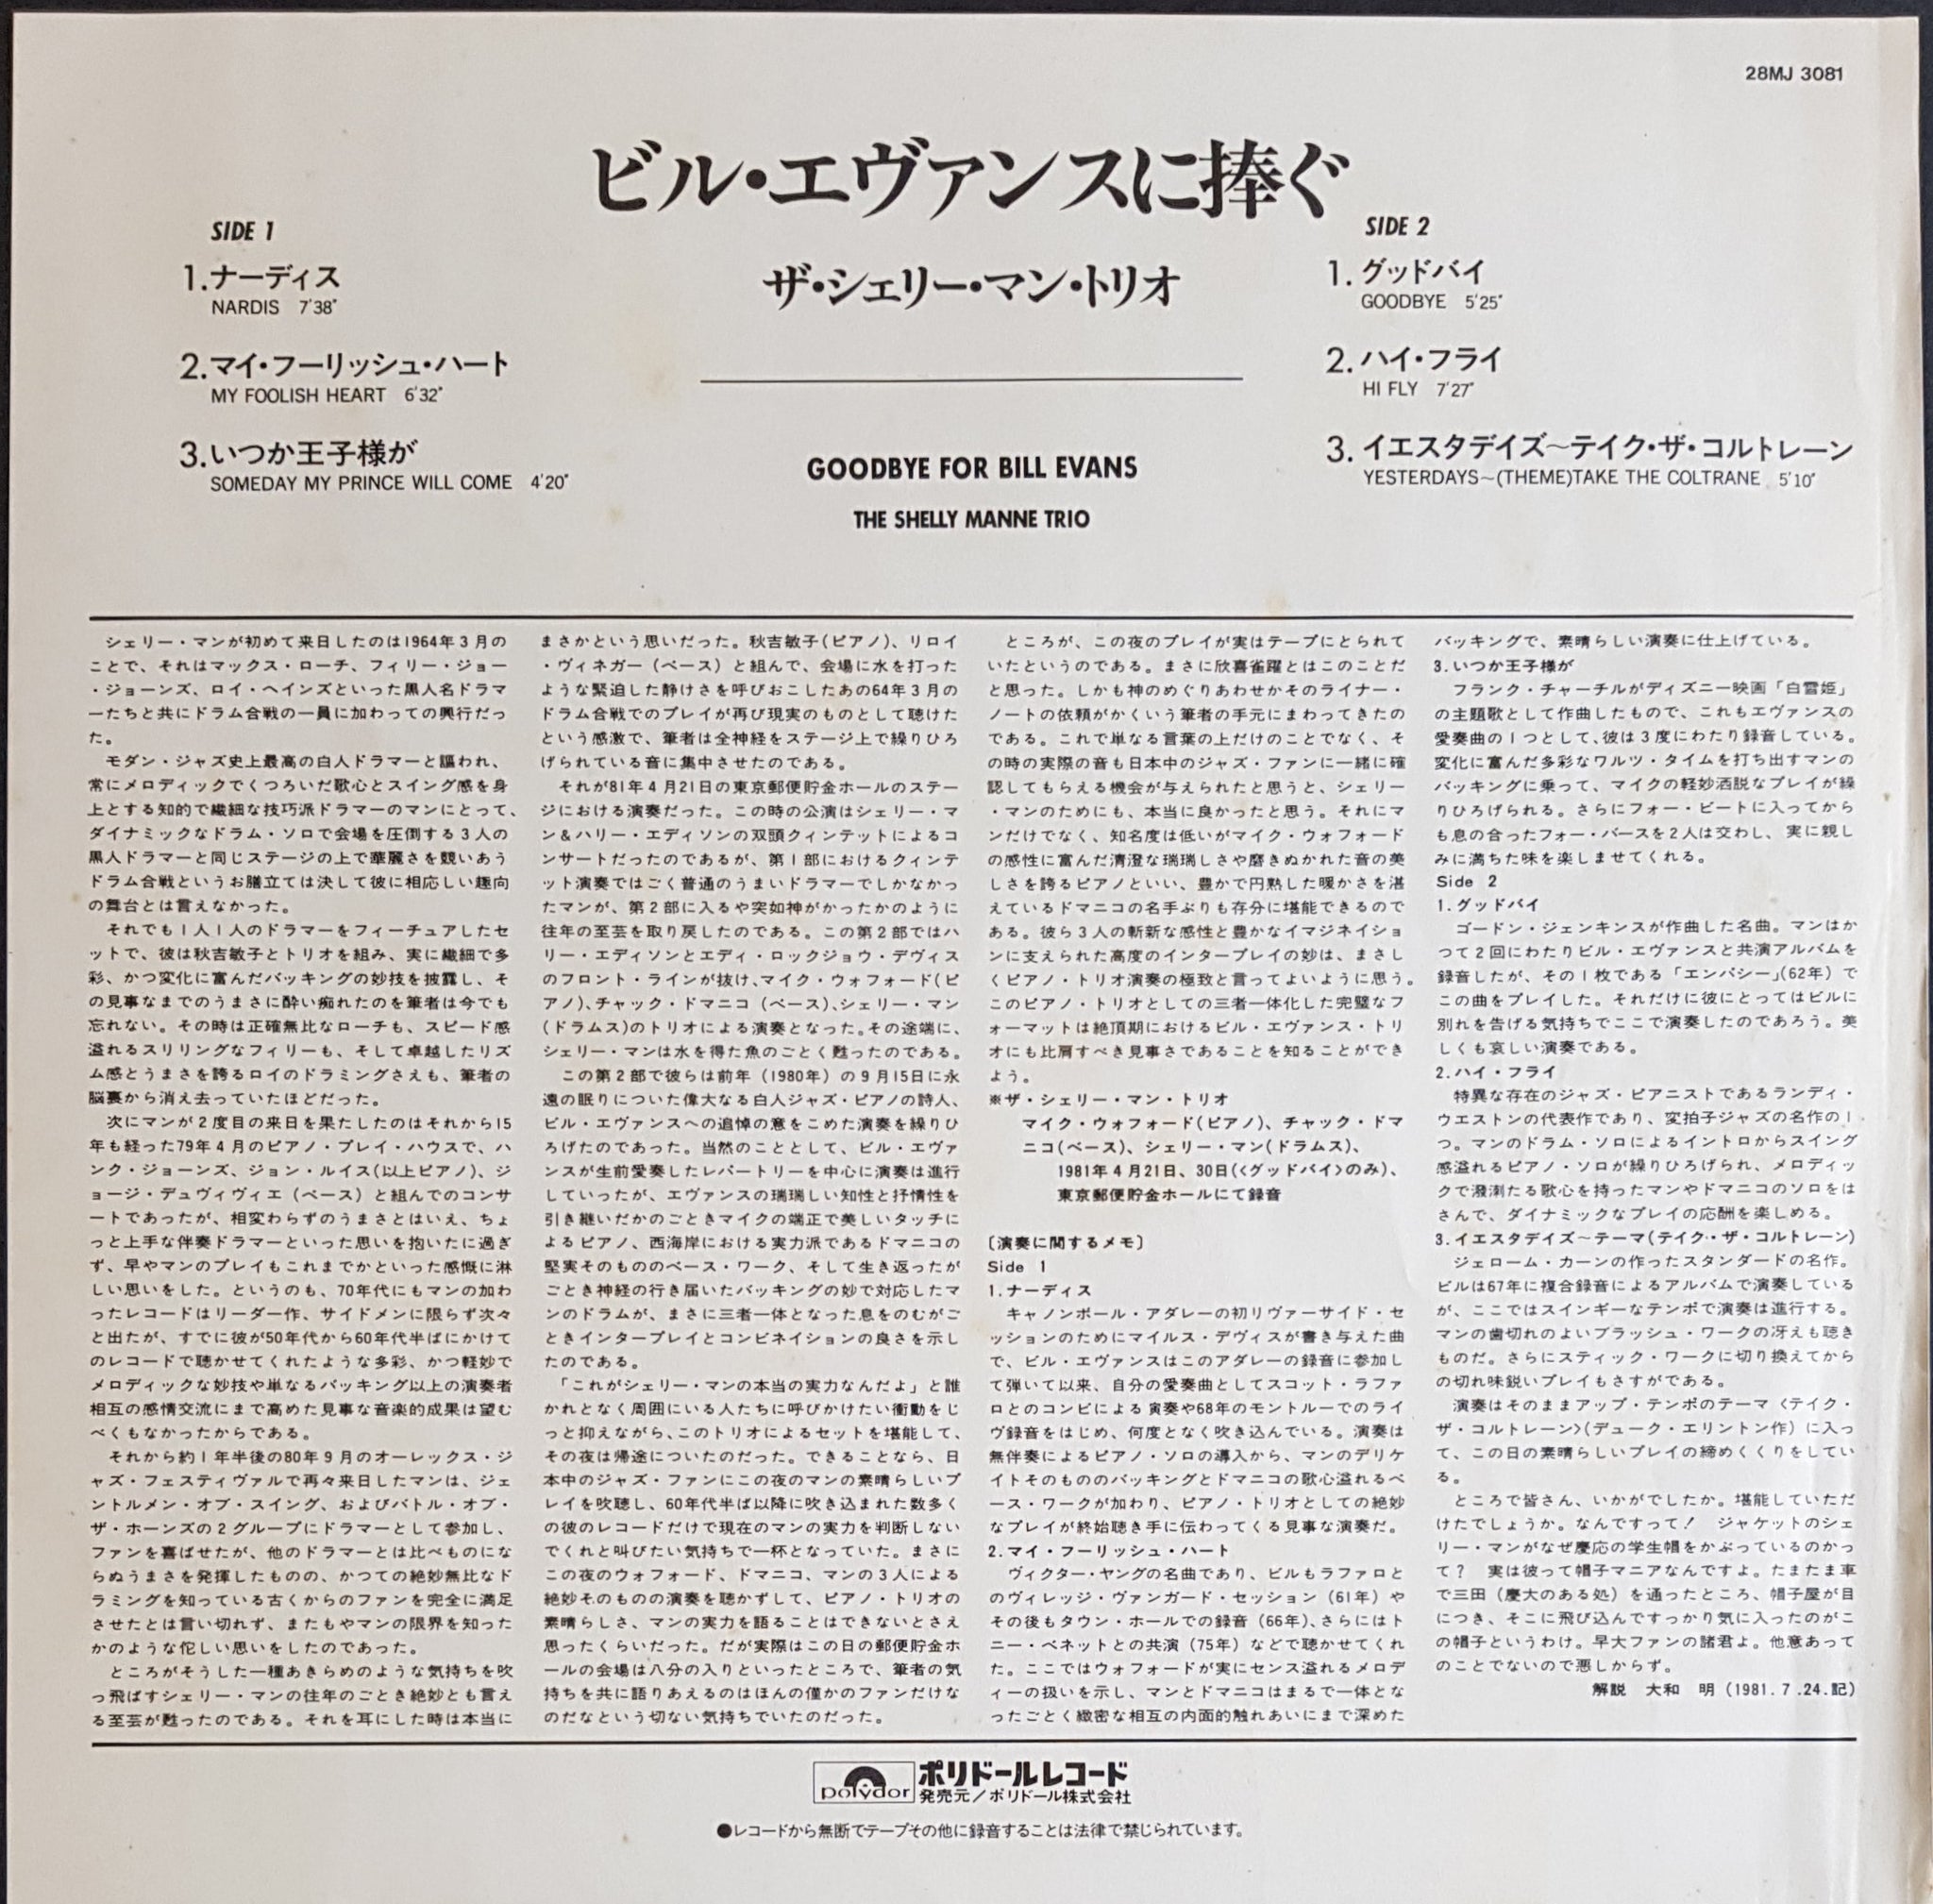 28MJ 3081
ビル・エヴァンスに捧ぐ
ザ・シェリー・マン・トリオ
GOODBYE FOR BILL EVANS
THE SHELLY MANNE TRIO
SIDE 1
1.ナーディス
NARDIS 7′38″
2.マイ・フーリッシュ・ハート
MY FOOLISH HEART 6′32″
3.いつか王子様が
SOMEDAY MY PRINCE WILL COME 4′20″
SIDE 2
1.グッドバイ
GOODBYE 5′25″
2.ハイ・フライ
HI FLY 7′27″
3.イエスタデイズ～テイク・ザ・コルトレーン
YESTERDAYS～(THEME)TAKE THE COLTRANE 5′10″
シェリー・マンが初めて来日したのは1964年3月の
ことで、それはマックス・ローチ、フィリー・ジョー
・ジョーンズ、ロイ・ヘインズといった黒人名ドラマ
ーたちと共にドラム合戦の一員に加わっての興行だっ
た。
モダン・ジャズ史上最高の白人ドラマーと謳われ、
常にメロディックでくつろいだ歌心とスイング感を身
上とする知的で繊細な技巧派ドラマーのマンにとって、
ダイナミックなドラム・ソロで会場を圧倒する3人の
黒人ドラマーと同じステージの上で華麗さを競いあう
ドラム合戦というお膳立ては決して彼に相応しい趣向
の舞台とは言えなかった。
それでも1人1人のドラマーをフィーチュアしたセ
ットで、彼は秋吉敏子とトリオを組み、実に繊細で多
彩、かつ変化に富んだバッキングの妙技を披露し、そ
の見事なまでのうまさに酔い痴れたのを筆者は今でも
忘れない。その時は正確無比なローチも、スピード感
溢れるスリリングなフィリーも、そして卓越したリズ
ム感とうまさを誇るロイのドラミングさえも、筆者の
脳裏から消え去っていたほどだった。
次にマンが2度目の来日を果たしたのはそれから15
年も経った79年4月のピアノ・プレイ・ハウスで、ハ
ンク・ジョーンズ、ジョン・ルイス(以上ピアノ)、ジ
ョージ・デュヴィヴィエ（ベース）と組んでのコンサ
ートであったが、相変わらずのうまさとはいえ、ちょ
っと上手な伴奏ドラマーといった思いを抱いたに過ぎ
ず、早やマンのプレイもこれまでかといった感慨に淋
しい思いをした。というのも、70年代にもマンの加わ
ったレコードはリーダー作、サイドメンに限らず次々
と出たが、すでに彼が50年代から60年代半ばにかけて
のレコードで聴かせてくれたような多彩、かつ軽妙で
メロディックな妙技や単なるバッキング以上の演奏者
相互の感情交流にまで高めた見事な音楽的成果は望む
べくもなかったからである。
それから約1年半後の80年9月のオーレックス・ジ
ャズ・フェスティヴァルで再々来日したマンは、ジェ
ントルメン・オブ・スイング、およびバトル・オブ・
ザ・ホーンズの2グループにドラマーとして参加し、
ファンを喜ばせたが、他のドラマーとは比べものにな
らぬうまさを発揮したものの、かつての絶妙無比なド
ラミングを知っている古くからのファンを完全に満足
させたとは言い切れず、またもやマンの限界を知った
かのような佗しい思いをしたのであった。
ところがそうした一種あきらめのような気持ちを吹
っ飛ばすシェリー・マンの往年のごとき絶妙とも言え
る至芸が甦ったのである。それを耳にした時は本当に
まさかという思いだった。秋吉敏子(ピアノ)、リロイ
・ヴィネガー（ベース）と組んで、会場に水を打った
ような緊迫した静けさを呼びおこしたあの64年3月の
ドラム合戦でのプレイが再び現実のものとして聴けた
という感激で、筆者は全神経をステージ上で繰りひろ
げられている音に集中させたのである。
それが81年4月21日の東京郵便貯金ホールのステー
ジにおける演奏だった。この時の公演はシェリー・マ
ン＆ハリー・エディソンの双頭クィンテットによるコ
ンサートだったのであるが、第1部におけるクィンテ
ット演奏ではごく普通のうまいドラマーでしかなかっ
たマンが、第2部に入るや突如神がかったかのように
往年の至芸を取り戻したのである。この第2部ではハ
リー・エディソンとエディ・ロックジョウ・デヴィス
のフロント・ラインが抜け、マイク・ウォフォード(ピ
アノ)、チャック・ドマニコ（ベース)、シェリー・マン
(ドラムス)のトリオによる演奏となった。その途端に、
シェリー・マンは水を得た魚のごとく甦ったのである。
この第2部で彼らは前年（1980年）の9月15日に永
遠の眠りについた偉大なる白人ジャズ・ピアノの詩人、
ビル・エヴァンスへの追悼の意をこめた演奏を繰りひ
ろげたのであった。当然のこととして、ビル・エヴァ
ンスが生前愛奏したレパートリーを中心に演奏は進行
していったが、エヴァンスの瑞瑞しい知性と抒情性を
引き継いだかのごときマイクの端正で美しいタッチに
よるピアノ、西海岸における実力派であるドマニコの
堅実そのもののベース・ワーク、そして生き返ったが
ごとき神経の行き届いたバッキングの妙で対応したマ
ンのドラムが、まさに三者一体となった息をのむがご
ときインタープレイとコンビネイションの良さを示し
たのである。
「これがシェリー・マンの本当の実力なんだよ」と誰
かれとなく周囲にいる人たちに呼びかけたい衝動をじ
っと抑えながら、このトリオによるセットを堪能して、
その夜は帰途についたのだった。できることなら、日
本中のジャズ・ファンにこの夜のマンの素晴らしいプ
レイを吹聴し、60年代半ば以降に吹き込まれた数多く
の彼のレコードだけで現在のマンの実力を判断しない
でくれと叫びたい気持ちで一杯となっていた。まさに
この夜のウォフォード、ドマニコ、マンの3人による
絶妙そのものの演奏を聴かずして、ピアノ・トリオの
素晴らしさ、マンの実力を語ることはできないとさえ
思ったくらいだった。だが実際はこの日の郵便貯金ホ
ールの会場は八分の入りといったところで、筆者の気
持ちを共に語りあえるのはほんの僅かのファンだけな
のだなという切ない気持ちでいたのだった。
ところが、この夜のプレイが実はテープにとられて
いたというのである。まさに欣喜雀躍とはこのことだ
と思った。しかも神のめぐりあわせかそのライナー・
ノートの依頼がかくいう筆者の手元にまわってきたの
である。これで単なる言葉の上だけのことでなく、そ
の時の実際の音も日本中のジャズ・ファンに一緒に確
認してもらえる機会が与えられたと思うと、シェリー
・マンのためにも、本当に良かったと思う。それにマ
ンだけでなく、知名度は低いがマイク・ウォフォード
の感性に富んだ清澄な瑞瑞しさや磨きぬかれた音の美
しさを誇るピアノといい、豊かで円熟した暖かさを湛
えているドマニコの名手ぶりも存分に堪能できるので
ある。彼ら3人の斬新な感性と豊かなイマジネイショ
ンに支えられた高度のインタープレイの妙は、まさし
くピアノ・トリオ演奏の極致と言ってよいように思う。
このピアノ・トリオとしての三者一体化した完璧なフ
ォーマットは絶頂期におけるビル・エヴァンス・トリ
オにも比肩すべき見事さであることを知ることができ
よう。
※ザ・シェリー・マン・トリオ
マイク・ウォフォード(ピアノ)、チャック・ドマ
ニコ(ベース)、シェリー・マン(ドラムス)、
1981年4月21日、30日(〈グッドバイ〉のみ)、
東京郵便貯金ホールにて録音
〔演奏に関するメモ〕
Side 1
1.ナーディス
キャノンボール・アダレーの初リヴァーサイド・セ
ッションのためにマイルス・デヴィスが書き与えた曲
で、ビル・エヴァンスはこのアダレーの録音に参加し
て弾いて以来、自分の愛奏曲としてスコット・ラファ
ロとのコンビによる演奏や68年のモントルーでのライ
ヴ録音をはじめ、何度となく吹き込んでいる。演奏は
無伴奏によるピアノ・ソロの導入から、マンのデリケ
イトそのもののバッキングとドマニコの歌心溢れるベ
ース・ワークが加わり、ピアノ・トリオとしての絶妙
なプレイが終始聴き手に伝わってくる見事な演奏だ。
2.マイ・フーリッシュ・ハート
ヴィクター・ヤングの名曲であり、ビルもラファロと
のヴィレッジ・ヴァンガード・セッション（61年）や
その後もタウン・ホールでの録音（66年)、さらにはト
ニー・ベネットとの共演（75年）などで聴かせてくれ
た。ここではウォフォードが実にセンス溢れるメロデ
ィーの扱いを示し、マンとドマニコはまるで一体とな
ったごとく緻密な相互の内面的触れあいにまで深めた
バッキングで、素晴らしい演奏に仕上げている。
3.いつか王子様が
フランク・チャーチルがディズニー映画「白雪姫」
の主題歌として作曲したもので、これもエヴァンスの
愛奏曲の1つとして、彼は3度にわたり録音している。
変化に富んだ多彩なワルツ・タイムを打ち出すマンの
バッキングに乗って、マイクの軽妙洒脱なプレイが繰
りひろげられる。さらにフォー・ビートに入ってから
も息の合ったフォー・バースを2人は交わし、実に親し
みに満ちた味を楽しませてくれる。
Side 2
1.グッドバイ
ゴードン・ジェンキンスが作曲した名曲。マンはか
つて2回にわたりビル・エヴァンスと共演アルバムを
録音したが、その1枚である「エンパシー」(62年）で
この曲をプレイした。それだけに彼にとってはビルに
別れを告げる気持ちでここで演奏したのであろう。美
しくも哀しい演奏である。
2.ハイ・フライ
特異な存在のジャズ・ピアニストであるランディ・
ウエストンの代表作であり、変拍子ジャズの名作の1
つ。マンのドラム・ソロによるイントロからスイング
感溢れるピアノ・ソロが繰りひろげられ、メロディッ
クで溌溂たる歌心を持ったマンやドマニコのソロをは
さんで、ダイナミックなプレイの応酬を楽しめる。
3.イエスタデイズ～テーマ(テイク・ザ・コルトレーン)
ジェローム・カーンの作ったスタンダードの名作。
ビルは67年に複合録音によるアルバムで演奏している
が、ここではスインギーなテンポで演奏は進行する。
マンの歯切れのよいブラッシュ・ワークの冴えも聴き
ものだ。さらにスティック・ワークに切り換えてから
の切れ味鋭いプレイもさすがである。
演奏はそのままアップ・テンポのテーマ〈テイク・
ザ・コルトレーン〉(デューク・エリントン作）に入っ
て、この日の素晴らしいプレイの締めくくりをしてい
る。
ところで皆さん、いかがでしたか。堪能していただ
けたでしょうか。なんですって！ ジャケットのシェ
リー・マンがなぜ慶応の学生帽をかぶっているのかっ
て？ 実は彼って帽子マニアなんですよ。たまたま車
で三田（慶大のある処）を通ったところ、帽子屋が目
につき、そこに飛び込んですっかり気に入ったのがこ
の帽子というわけ。早大ファンの諸君よ。他意あって
のことでないので悪しからず。
解説 大和 明（1981.7.24.記）
polydor
ポリドールレコード
発売元／ポリドール株式会社
●レコードから無断でテープその他に録音することは法律で禁じられています。